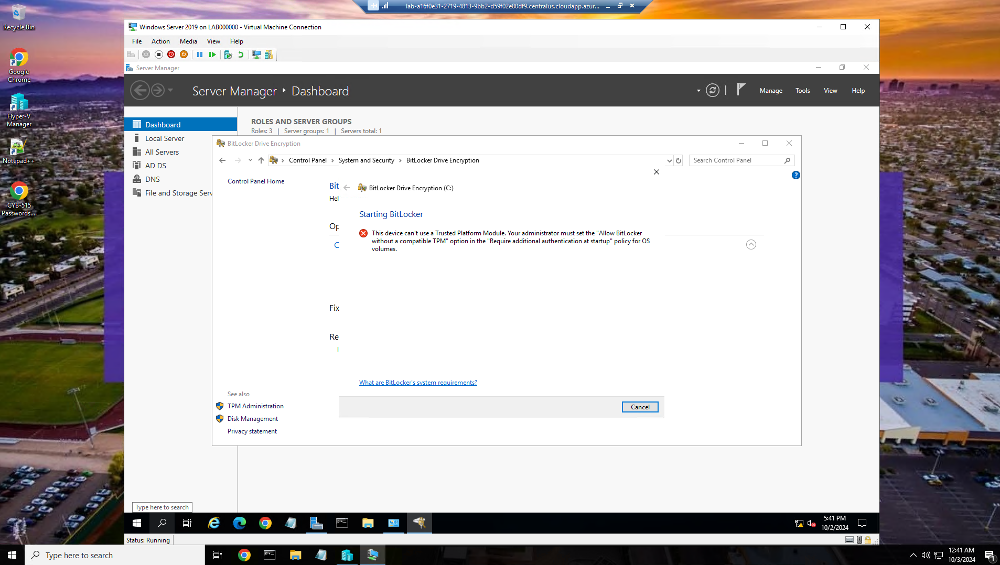 lab-a16f0e31-2719-4813-9bb2-d59f02e80df9.centralus.cloudapp.azur...
Recycle Bin
Google
Chrome
Hyper-V
Manager
Notepad++
CYB-515
Passwords....
Windows Server 2019 on LAB000000 - Virtual Machine Connection
File Action Media View Help
Server Manager
Server Manager Dashboard
Manage Tools View Help
Dashboard
Local Server
All Servers
AD DS
DNS
File and Storage Serv
ROLES AND SERVER GROUPS
Roles: 3 | Server groups: 1 | Servers total: 1
BitLocker Drive Encryption
Control Panel System and Security BitLocker Drive Encryption
Search Control Panel
?
Control Panel Home
Bit
Hel
Op
C
Fix
Re
BitLocker Drive Encryption (C:)
Starting BitLocker
This device can't use a Trusted Platform Module. Your administrator must set the "Allow BitLocker
without a compatible TPM" option in the "Require additional authentication at startup" policy for OS
volumes.
What are BitLocker's system requirements?
Cancel
See also
TPM Administration
Disk Management
Privacy statement
Type here to search
5:41 PM
10/2/2024
Status: Running
Type here to search
12:41 AM
10/3/2024
1